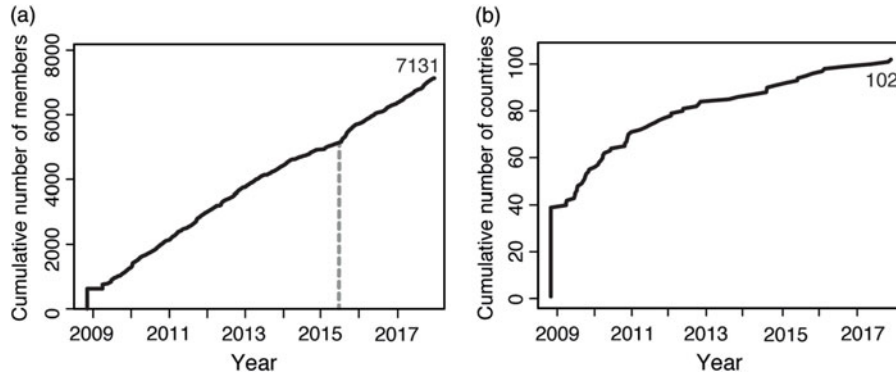 (a)
Cumulative number of members
8000
6000
4000
2000
0
7131
2009 2011 2013 2015 2017
Year
(b)
Cumulative number of countries
100
80
60
40
20
0
102
2009 2011 2013 2015 2017
Year